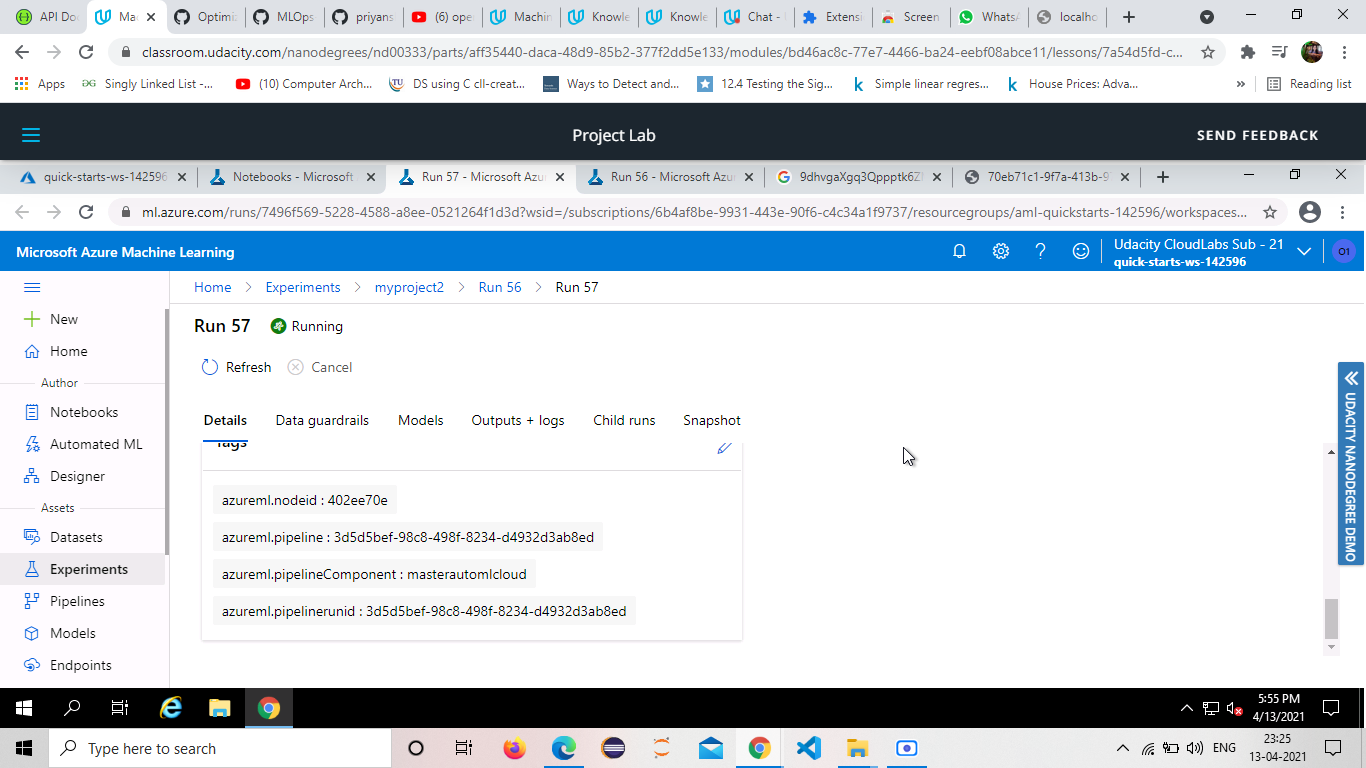 API Do
Mac
Optimi
MLOps
priyans
(6) ope
Machin
Knowle
Knowle
Chat -
Extensi
Screen
WhatsA
localho
classroom.udacity.com/nanodegrees/nd00333/parts/aff35440-daca-48d9-85b2-377f2dd5e133/modules/bd46ac8c-77e7-4466-ba24-eebf08abce11/lessons/7a54d5fd-c...
Apps
Singly Linked List -...
(10) Computer Arch...
DS using C cll-creat...
Ways to Detect and...
12.4 Testing the Sig...
Simple linear regres...
House Prices: Adva...
»
Reading list
Project Lab
SEND FEEDBACK
quick-starts-ws-142596
Notebooks - Microsoft
Run 57 - Microsoft Azu
Run 56 - Microsoft Azu
9dhvgaXgq3Qppptk6Z
70eb71c1-9f7a-413b-9
ml.azure.com/runs/7496f569-5228-4588-a8ee-0521264f1d3d?wsid=/subscriptions/6b4af8be-9931-443e-90f6-c4c34a1f9737/resourcegroups/aml-quickstarts-142596/workspaces...
Microsoft Azure Machine Learning
Udacity CloudLabs Sub - 21
quick-starts-ws-142596
O1
Home > Experiments > myproject2 > Run 56 > Run 57
New
Home
Author
Notebooks
Automated ML
Designer
Assets
Datasets
Experiments
Pipelines
Models
Endpoints
Run 57 Running
Refresh Cancel
Details Data guardrails Models Outputs + logs Child runs Snapshot
Tags
azureml.nodeid : 402ee70e
azureml.pipeline : 3d5d5bef-98c8-498f-8234-d4932d3ab8ed
azureml.pipelineComponent : masterautomlcloud
azureml.pipelinerunid : 3d5d5bef-98c8-498f-8234-d4932d3ab8ed
UDACITY NANODEGREE DEMO
5:55 PM
4/13/2021
Type here to search
ENG
23:25
13-04-2021